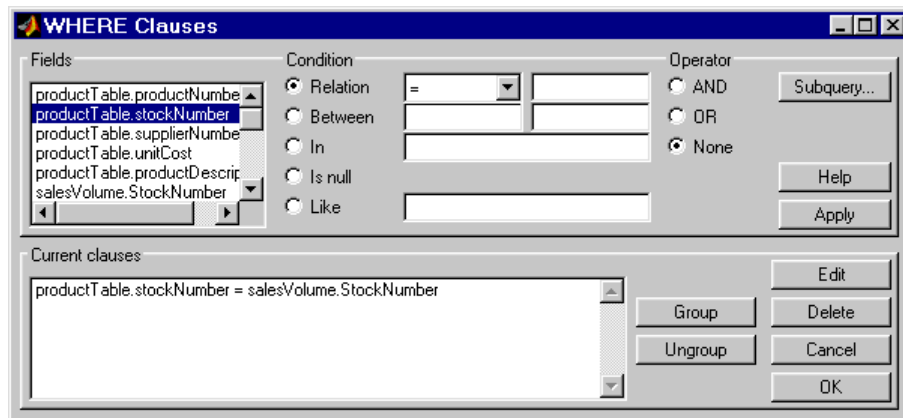 WHERE Clauses
Fields
productTable.productNumbe
productTable.stockNumber
productTable.supplierNumbe
productTable.unitCost
productTable.productDescrip
salesVolume.StockNumber
Condition
Relation
=
Between
In
Is null
Like
Operator
AND
OR
None
Subquery...
Help
Apply
Current clauses
productTable.stockNumber = salesVolume.StockNumber
Group
Ungroup
Edit
Delete
Cancel
OK